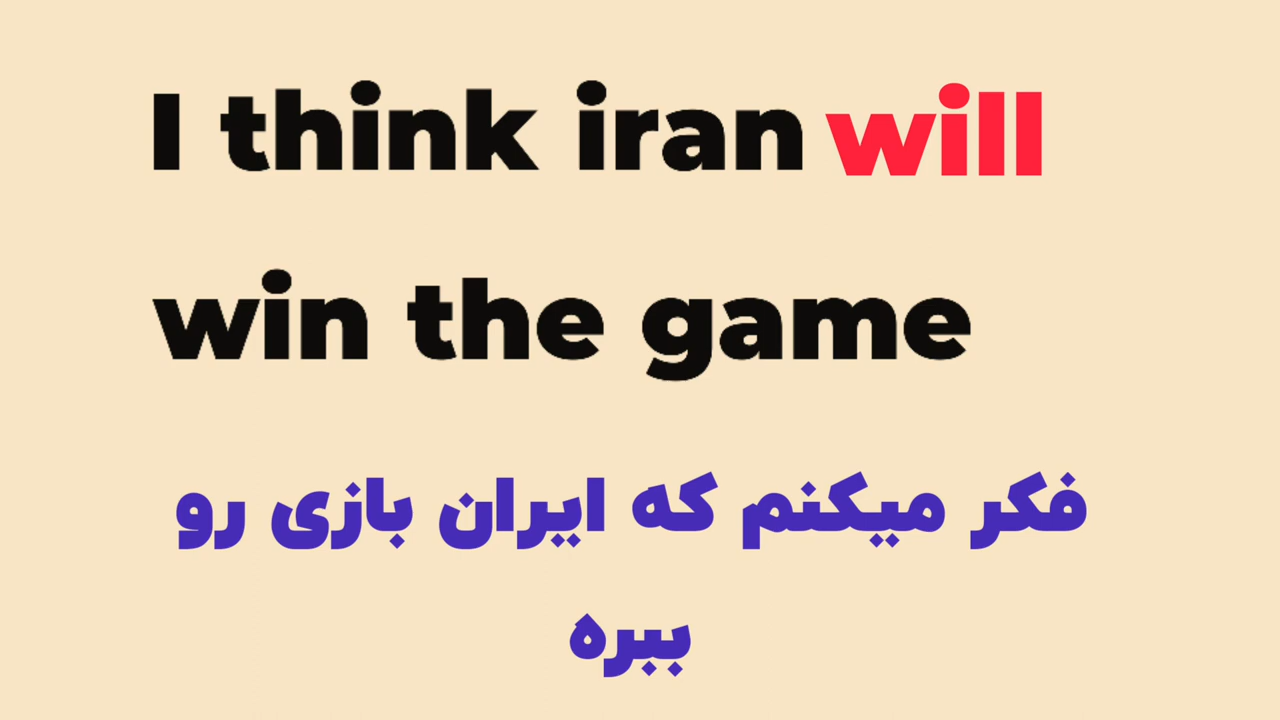 I think iran will
win the game
فکر میکنم که ایران بازی رو
ببره